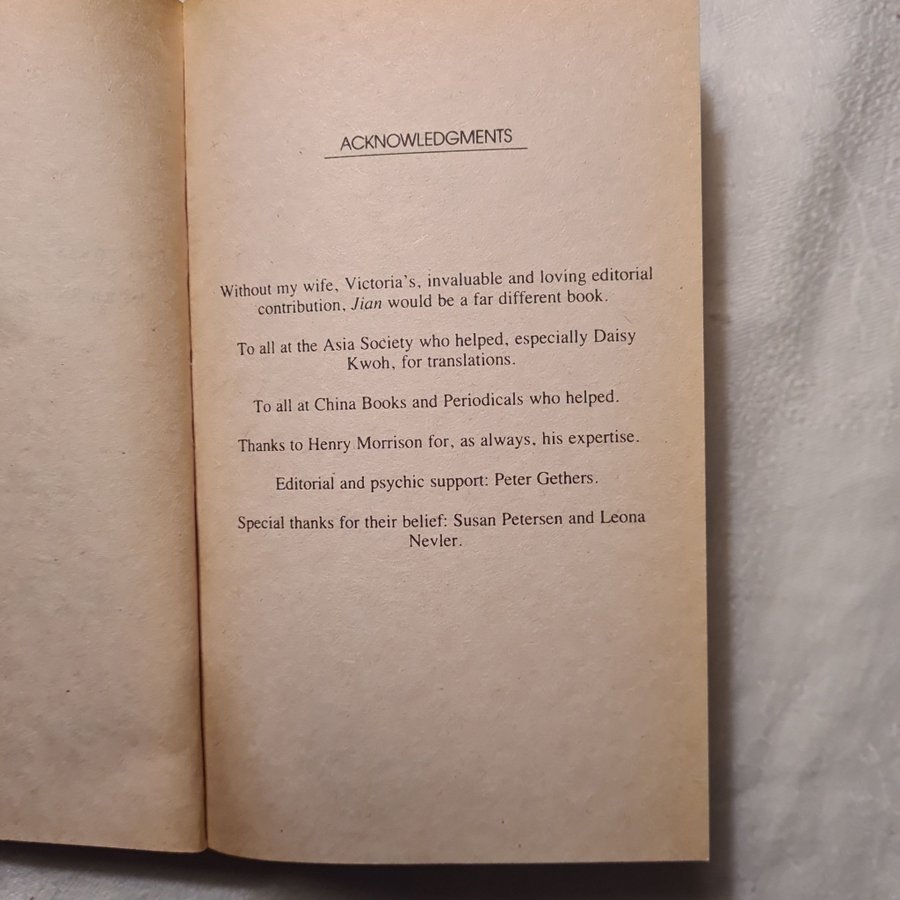 ACKNOWLEDGMENTS
Without my wife, Victoria's, invaluable and loving editorial
contribution, Jian would be a far different book.
To all at the Asia Society who helped, especially Daisy
Kwoh, for translations.
To all at China Books and Periodicals who helped.
Thanks to Henry Morrison for, as always, his expertise.
Editorial and psychic support: Peter Gethers.
Special thanks for their belief: Susan Petersen and Leona
Nevler.